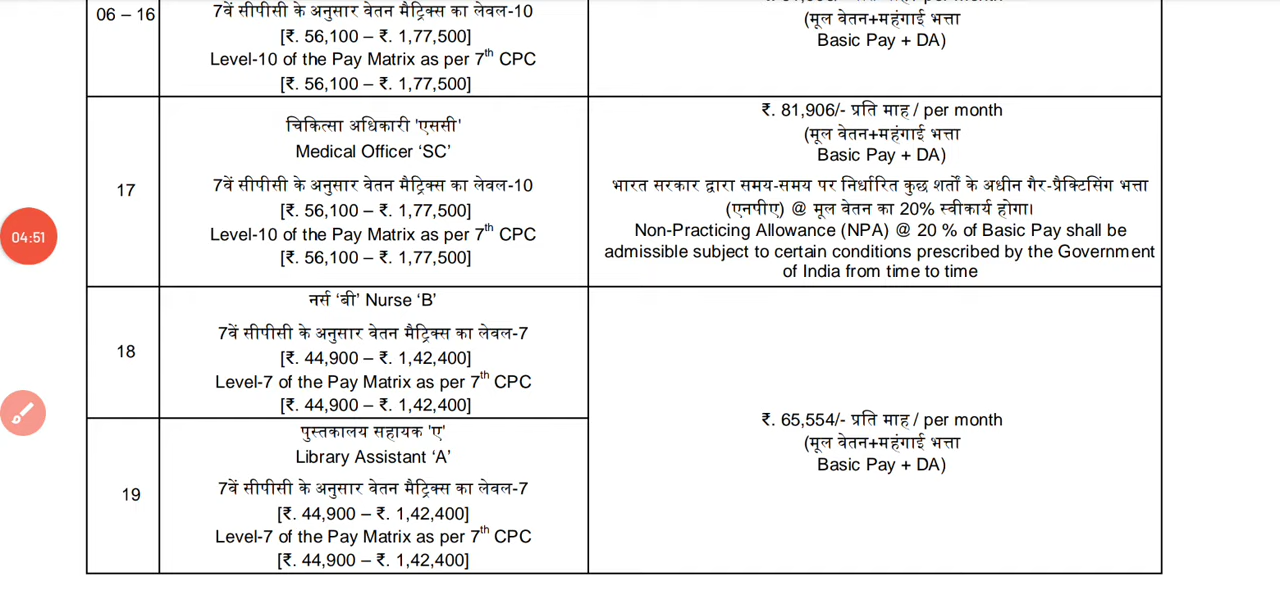 06 – 16
7वें सीपीसी के अनुसार वेतन मैट्रिक्स का लेवल-10
[₹. 56,100 – ₹. 1,77,500]
Level-10 of the Pay Matrix as per 7th CPC
[₹. 56,100 – ₹. 1,77,500]
(मूल वेतन+महंगाई भत्ता
Basic Pay + DA)
17
चिकित्सा अधिकारी 'एससी'
Medical Officer ‘SC’
7वें सीपीसी के अनुसार वेतन मैट्रिक्स का लेवल-10
[₹. 56,100 – ₹. 1,77,500]
Level-10 of the Pay Matrix as per 7th CPC
[₹. 56,100 – ₹. 1,77,500]
₹. 81,906/- प्रति माह / per month
(मूल वेतन+महंगाई भत्ता
Basic Pay + DA)
भारत सरकार द्वारा समय-समय पर निर्धारित कुछ शर्तों के अधीन गैर-प्रैक्टिसिंग भत्ता
(एनपीए) @ मूल वेतन का 20% स्वीकार्य होगा।
Non-Practicing Allowance (NPA) @ 20 % of Basic Pay shall be
admissible subject to certain conditions prescribed by the Government
of India from time to time
04:51
18
नर्स ‘बी’ Nurse ‘B’
7वें सीपीसी के अनुसार वेतन मैट्रिक्स का लेवल-7
[₹. 44,900 – ₹. 1,42,400]
Level-7 of the Pay Matrix as per 7th CPC
[₹. 44,900 – ₹. 1,42,400]
19
पुस्तकालय सहायक 'ए'
Library Assistant ‘A’
7वें सीपीसी के अनुसार वेतन मैट्रिक्स का लेवल-7
[₹. 44,900 – ₹. 1,42,400]
Level-7 of the Pay Matrix as per 7th CPC
[₹. 44,900 – ₹. 1,42,400]
₹. 65,554/- प्रति माह / per month
(मूल वेतन+महंगाई भत्ता
Basic Pay + DA)